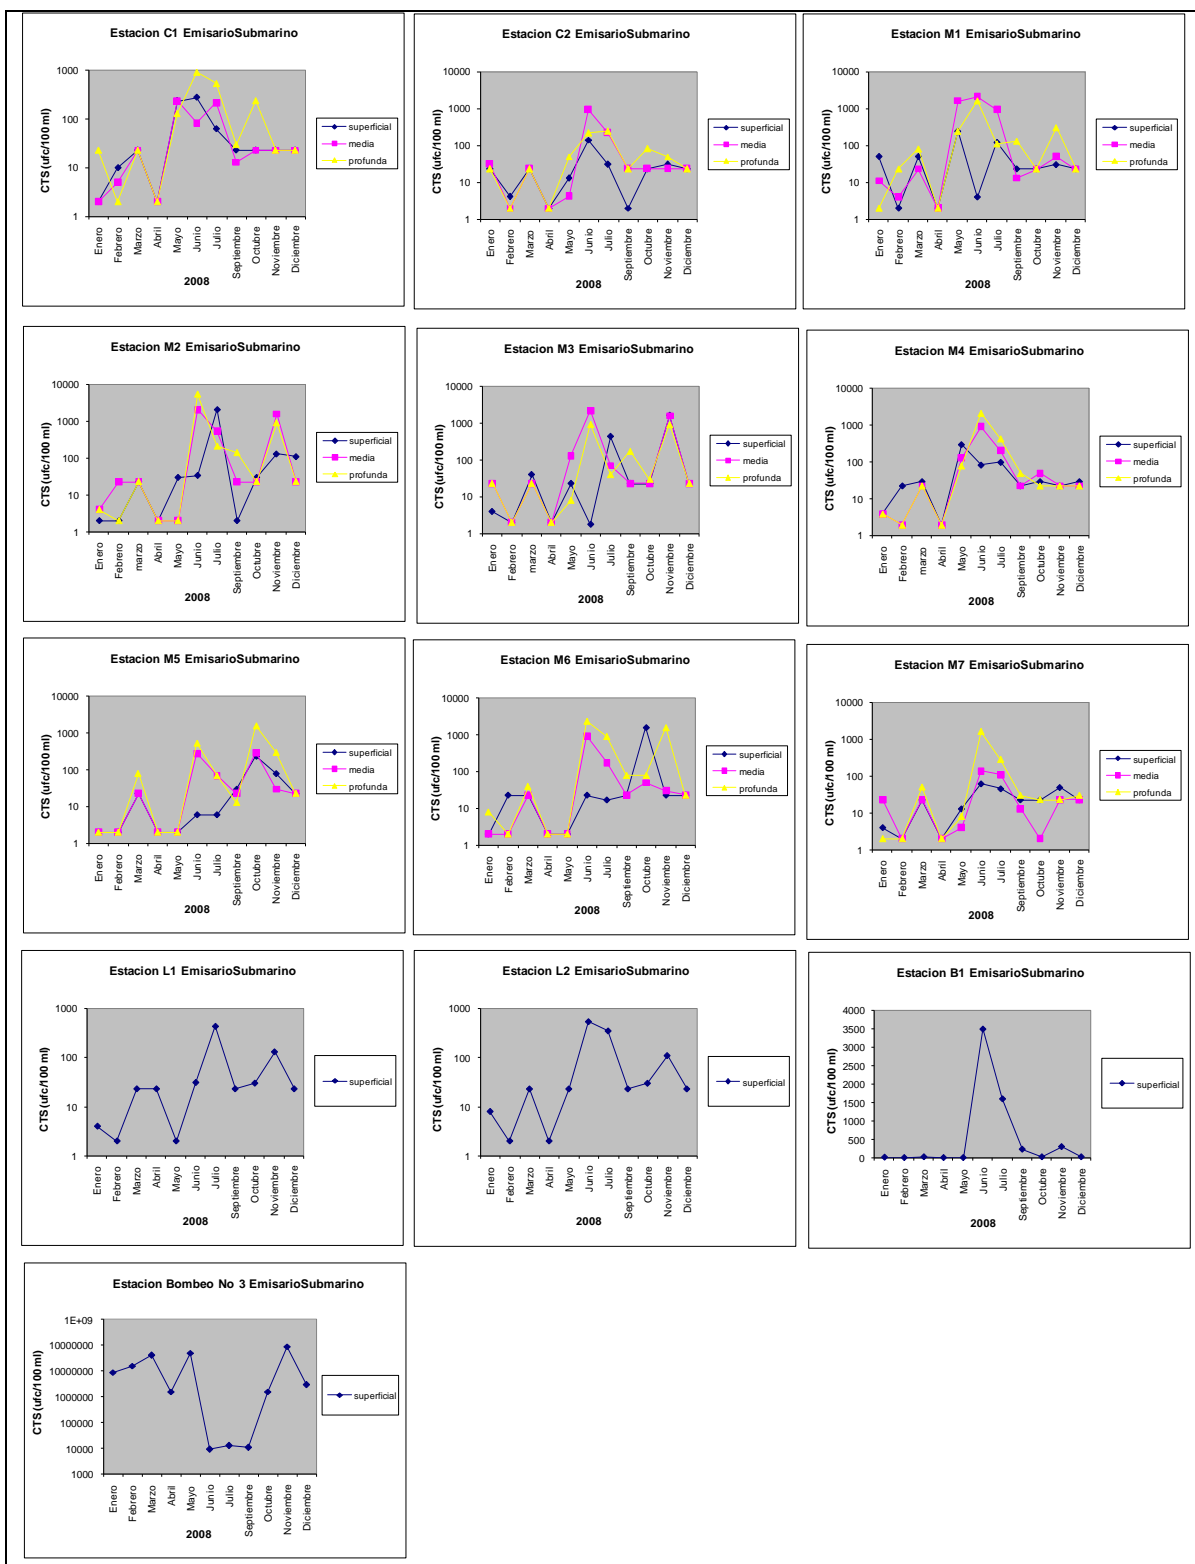 Estacion C1 EmisarioSubmarino
CTS (ufc/100 ml)
1000
100
10
1
Enero
Febrero
Marzo
Abril
Mayo
Junio
Julio
Septiembre
Octubre
Noviembre
Diciembre
2008
superficial
media
profunda
Estacion C2 EmisarioSubmarino
CTS (ufc/100 ml)
10000
1000
100
10
1
Enero
Febrero
Marzo
Abril
Mayo
Junio
Julio
Septiembre
Octubre
Noviembre
Diciembre
2008
superficial
media
profunda
Estacion M1 EmisarioSubmarino
CTS (ufc/100 ml)
10000
1000
100
10
1
Enero
Febrero
Marzo
Abril
Mayo
Junio
Julio
Septiembre
Octubre
Noviembre
Diciembre
2008
superficial
media
profunda
Estacion M2 EmisarioSubmarino
CTS (ufc/100 ml)
10000
1000
100
10
1
Enero
Febrero
marzo
Abril
Mayo
Junio
Julio
Septiembre
Octubre
Noviembre
Diciembre
2008
superficial
media
profunda
Estacion M3 EmisarioSubmarino
CTS (ufc/100 ml)
10000
1000
100
10
1
Enero
Febrero
marzo
Abril
Mayo
Junio
Julio
Septiembre
Octubre
Noviembre
Diciembre
2008
superficial
media
profunda
Estacion M4 EmisarioSubmarino
CTS (ufc/100 ml)
10000
1000
100
10
1
Enero
Febrero
marzo
Abril
Mayo
Junio
Julio
Septiembre
Octubre
Noviembre
Diciembre
2008
superficial
media
profunda
Estacion M5 EmisarioSubmarino
CTS (ufc/100 ml)
10000
1000
100
10
1
Enero
Febrero
Marzo
Abril
Mayo
Junio
Julio
Septiembre
Octubre
Noviembre
Diciembre
2008
superficial
media
profunda
Estacion M6 EmisarioSubmarino
CTS (ufc/100 ml)
10000
1000
100
10
1
Enero
Febrero
Marzo
Abril
Mayo
Junio
Julio
Septiembre
Octubre
Noviembre
Diciembre
2008
superficial
media
profunda
Estacion M7 EmisarioSubmarino
CTS (ufc/100 ml)
10000
1000
100
10
1
Enero
Febrero
Marzo
Abril
Mayo
Junio
Julio
Septiembre
Octubre
Noviembre
Diciembre
2008
superficial
media
profunda
Estacion L1 EmisarioSubmarino
CTS (ufc/100 ml)
1000
100
10
1
Enero
Febrero
Marzo
Abril
Mayo
Junio
Julio
Septiembre
Octubre
Noviembre
Diciembre
2008
superficial
Estacion L2 EmisarioSubmarino
CTS (ufc/100 ml)
1000
100
10
1
Enero
Febrero
Marzo
Abril
Mayo
Junio
Julio
Septiembre
Octubre
Noviembre
Diciembre
2008
superficial
Estacion B1 EmisarioSubmarino
CTS (ufc/100 ml)
4000
3500
3000
2500
2000
1500
1000
500
0
Enero
Febrero
Marzo
Abril
Mayo
Junio
Julio
Septiembre
Octubre
Noviembre
Diciembre
2008
superficial
Estacion Bombeo No 3 EmisarioSubmarino
CTS (ufc/100 ml)
1E+09
10000000
10000000
1000000
100000
10000
1000
Enero
Febrero
Marzo
Abril
Mayo
Junio
Julio
Septiembre
Octubre
Noviembre
Diciembre
2008
superficial